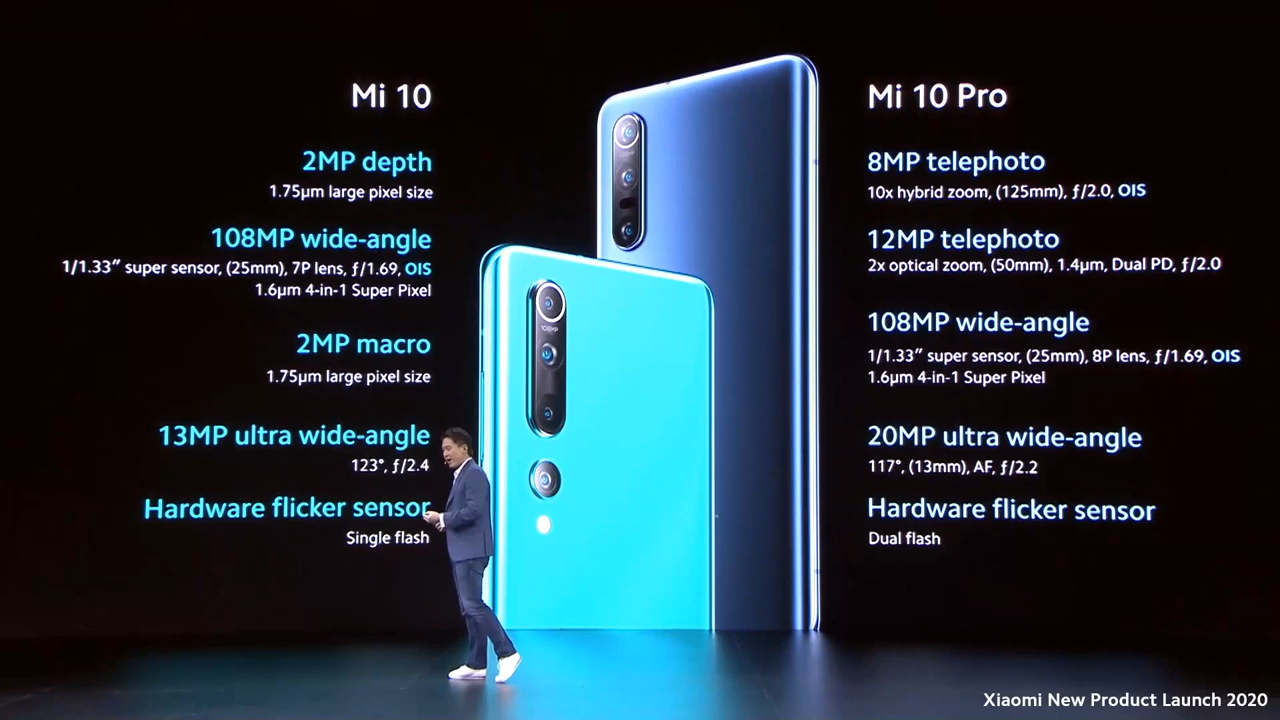 Mi 10
2MP depth
1.75μm large pixel size
108MP wide-angle
1/1.33″ super sensor, (25mm), 7P lens, ƒ/1.69, OIS
1.6μm 4-in-1 Super Pixel
2MP macro
1.75μm large pixel size
13MP ultra wide-angle
123°, ƒ/2.4
Hardware flicker sensor
Single flash
108MP
Mi 10 Pro
8MP telephoto
10x hybrid zoom, (125mm), ƒ/2.0, OIS
12MP telephoto
2x optical zoom, (50mm), 1.4μm, Dual PD, ƒ/2.0
108MP wide-angle
1/1.33″ super sensor, (25mm), 8P lens, ƒ/1.69, OIS
1.6μm 4-in-1 Super Pixel
20MP ultra wide-angle
117°, (13mm), AF, ƒ/2.2
Hardware flicker sensor
Dual flash
Xiaomi New Product Launch 2020